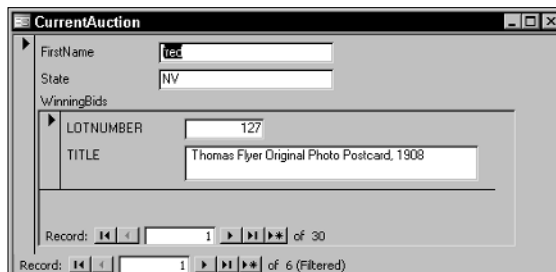 CurrentAuction
FirstName fred
State NV
WinningBids
LOTNUMBER 127
TITLE Thomas Flyer Original Photo Postcard, 1908
Record: 1 of 30
Record: 1 of 6 (Filtered)